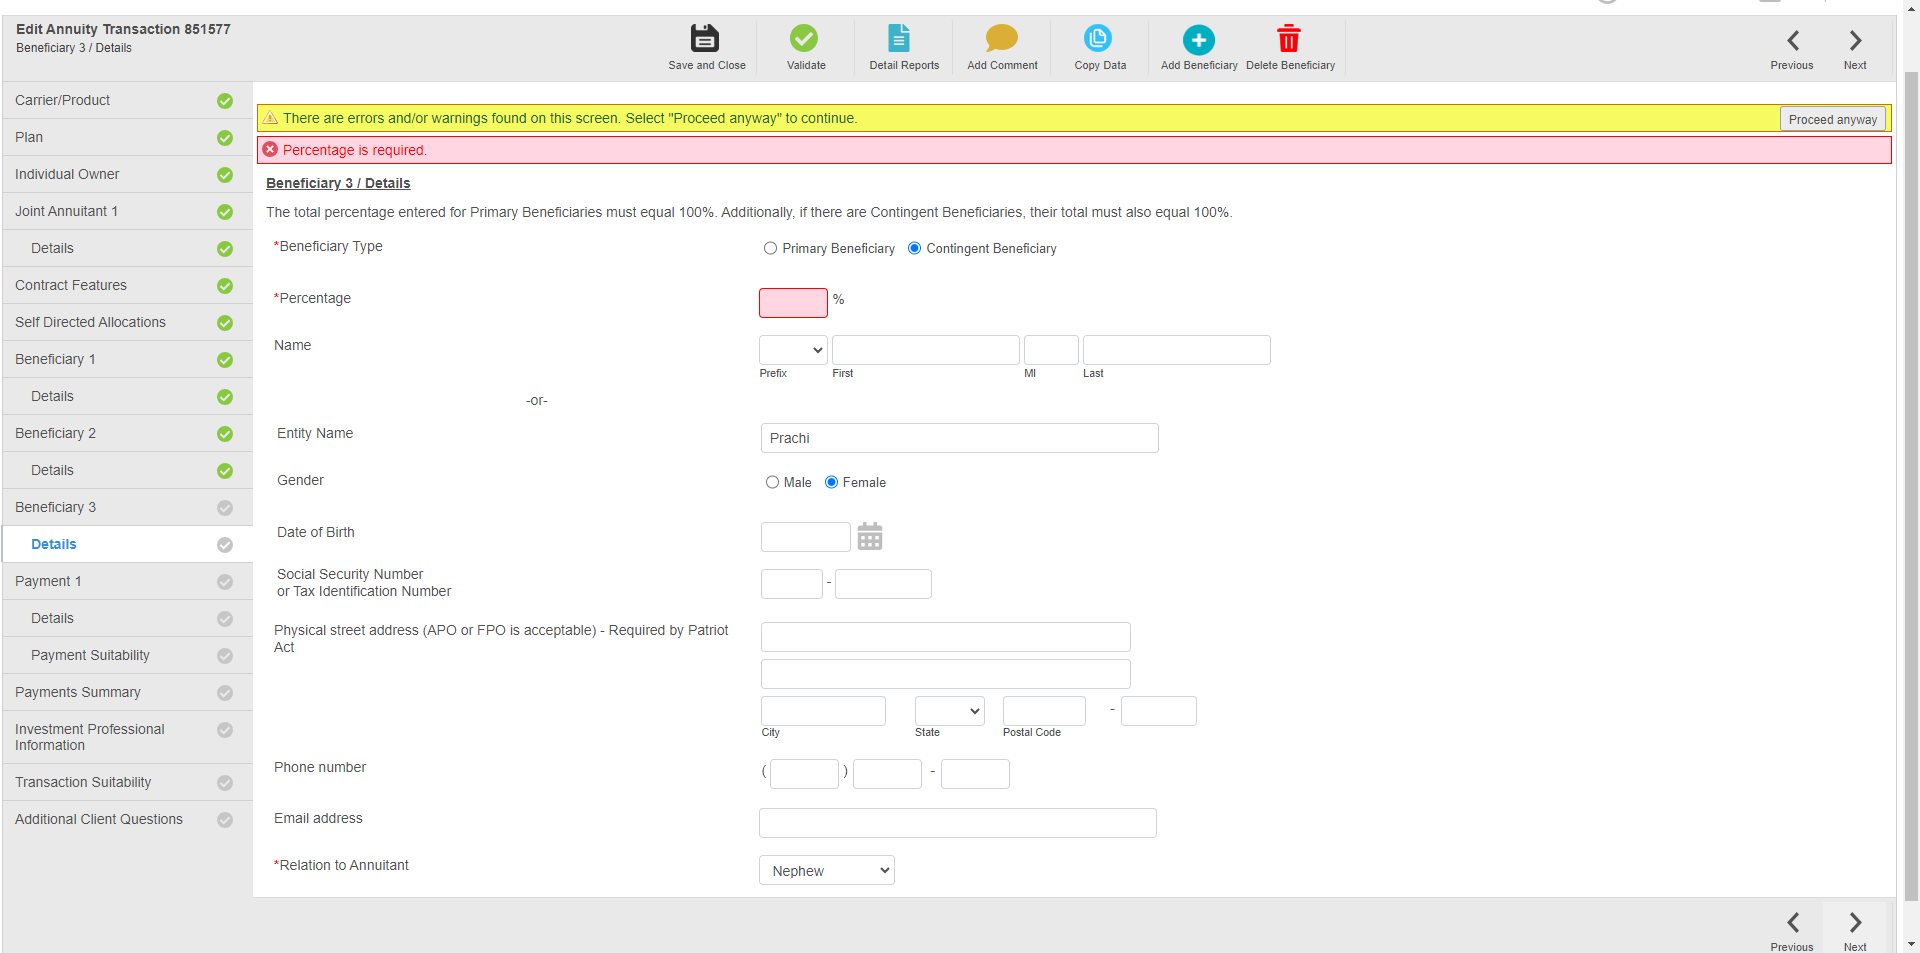 Edit Annuity Transaction 851577
Beneficiary 3 / Details
Save and Close
Validate
Detail Reports
Add Comment
Copy Data
Add Beneficiary
Delete Beneficiary
Previous
Next
Carrier/Product
Plan
Individual Owner
Joint Annuitant 1
Details
Contract Features
Self Directed Allocations
Beneficiary 1
Details
Beneficiary 2
Details
Beneficiary 3
Details
Payment 1
Details
Payment Suitability
Payments Summary
Investment Professional
Information
Transaction Suitability
Additional Client Questions
There are errors and/or warnings found on this screen. Select "Proceed anyway" to continue.
Proceed anyway
Percentage is required.
Beneficiary 3 / Details
The total percentage entered for Primary Beneficiaries must equal 100%. Additionally, if there are Contingent Beneficiaries, their total must also equal 100%.
*Beneficiary Type
Primary Beneficiary
Contingent Beneficiary
*Percentage
%
Name
Prefix
First
MI
Last
-or-
Entity Name
Prachi
Gender
Male
Female
Date of Birth
Social Security Number
or Tax Identification Number
-
Physical street address (APO or FPO is acceptable) - Required by Patriot
Act
-
City
State
Postal Code
Phone number
( ) -
Email address
*Relation to Annuitant
Nephew
Previous
Next